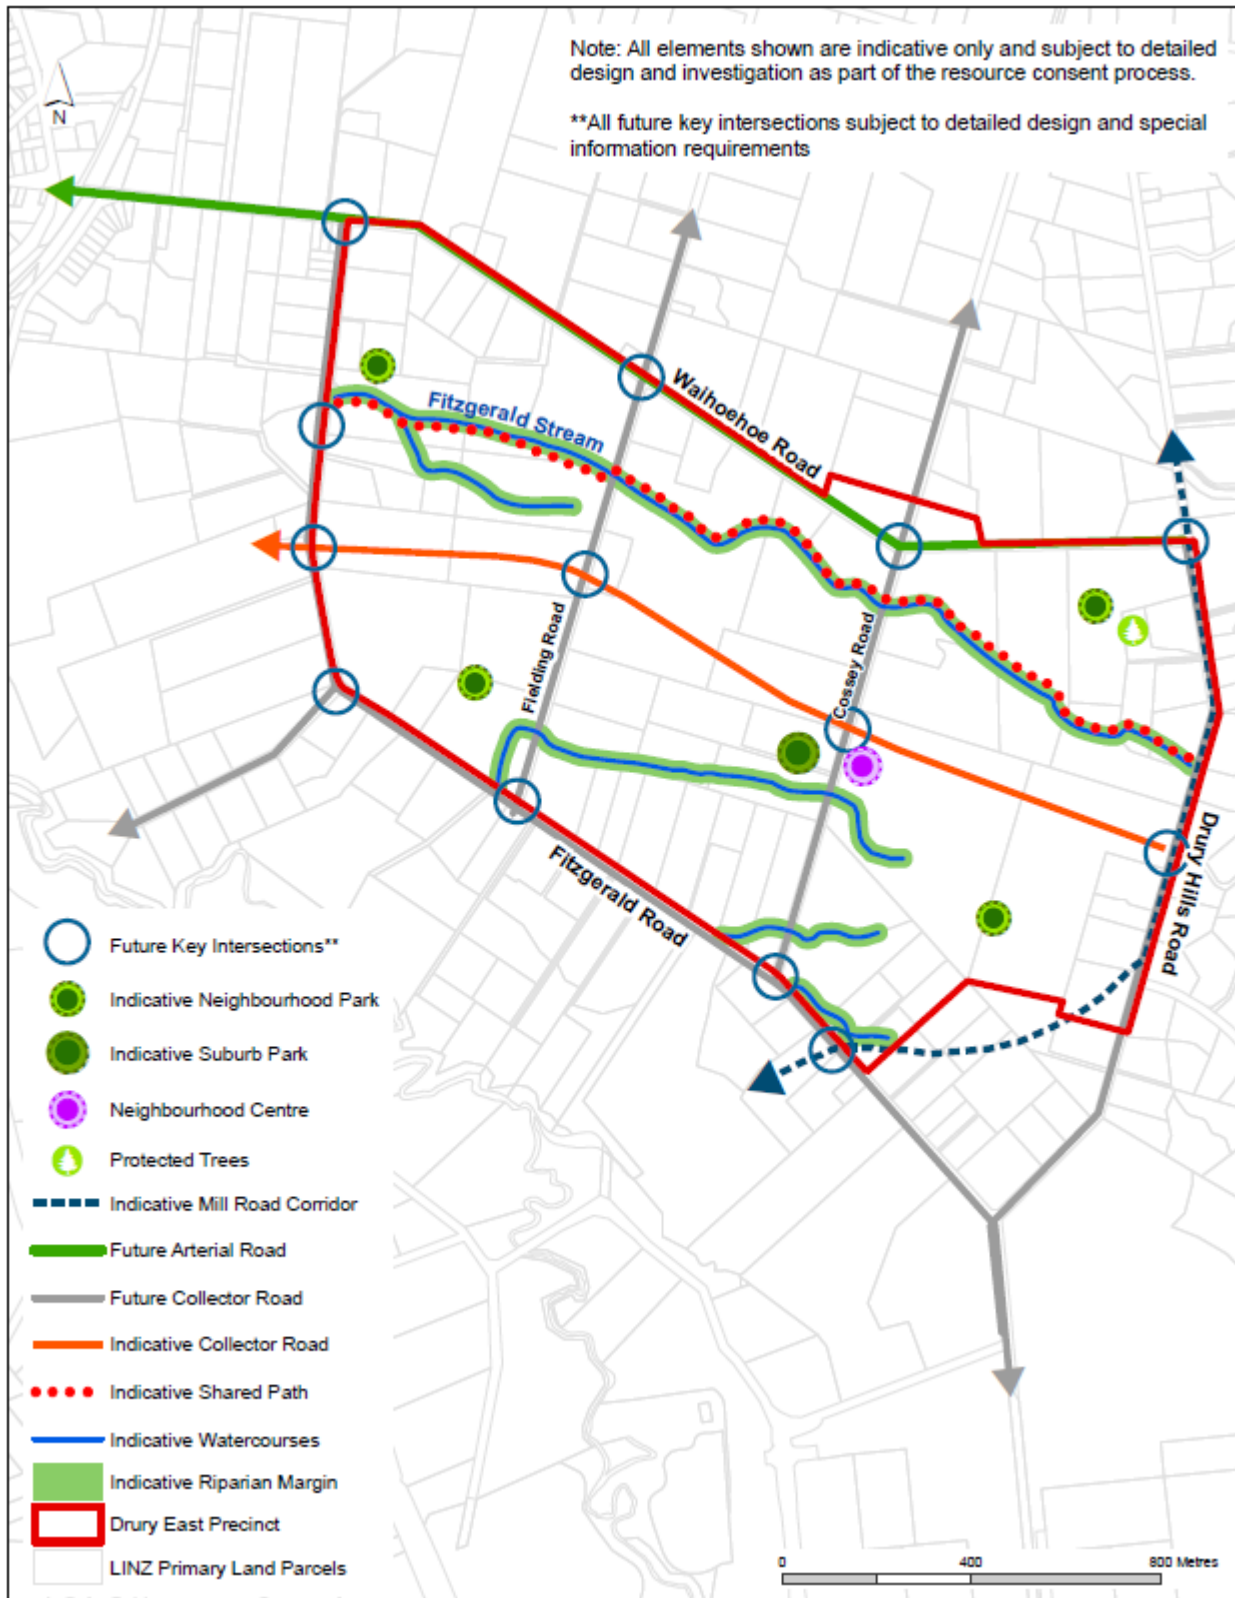 Note: All elements shown are indicative only and subject to detailed
design and investigation as part of the resource consent process.
**All future key intersections subject to detailed design and special
information requirements
N
Waihoehoe Road
Fitzgerald Stream
Fielding Road
Cossey Road
Fitzgerald Road
Drury Hills Road
Future Key Intersections**
Indicative Neighbourhood Park
Indicative Suburb Park
Neighbourhood Centre
Protected Trees
Indicative Mill Road Corridor
Future Arterial Road
Future Collector Road
Indicative Collector Road
Indicative Shared Path
Indicative Watercourses
Indicative Riparian Margin
Drury East Precinct
LINZ Primary Land Parcels
0 400 800 Metres